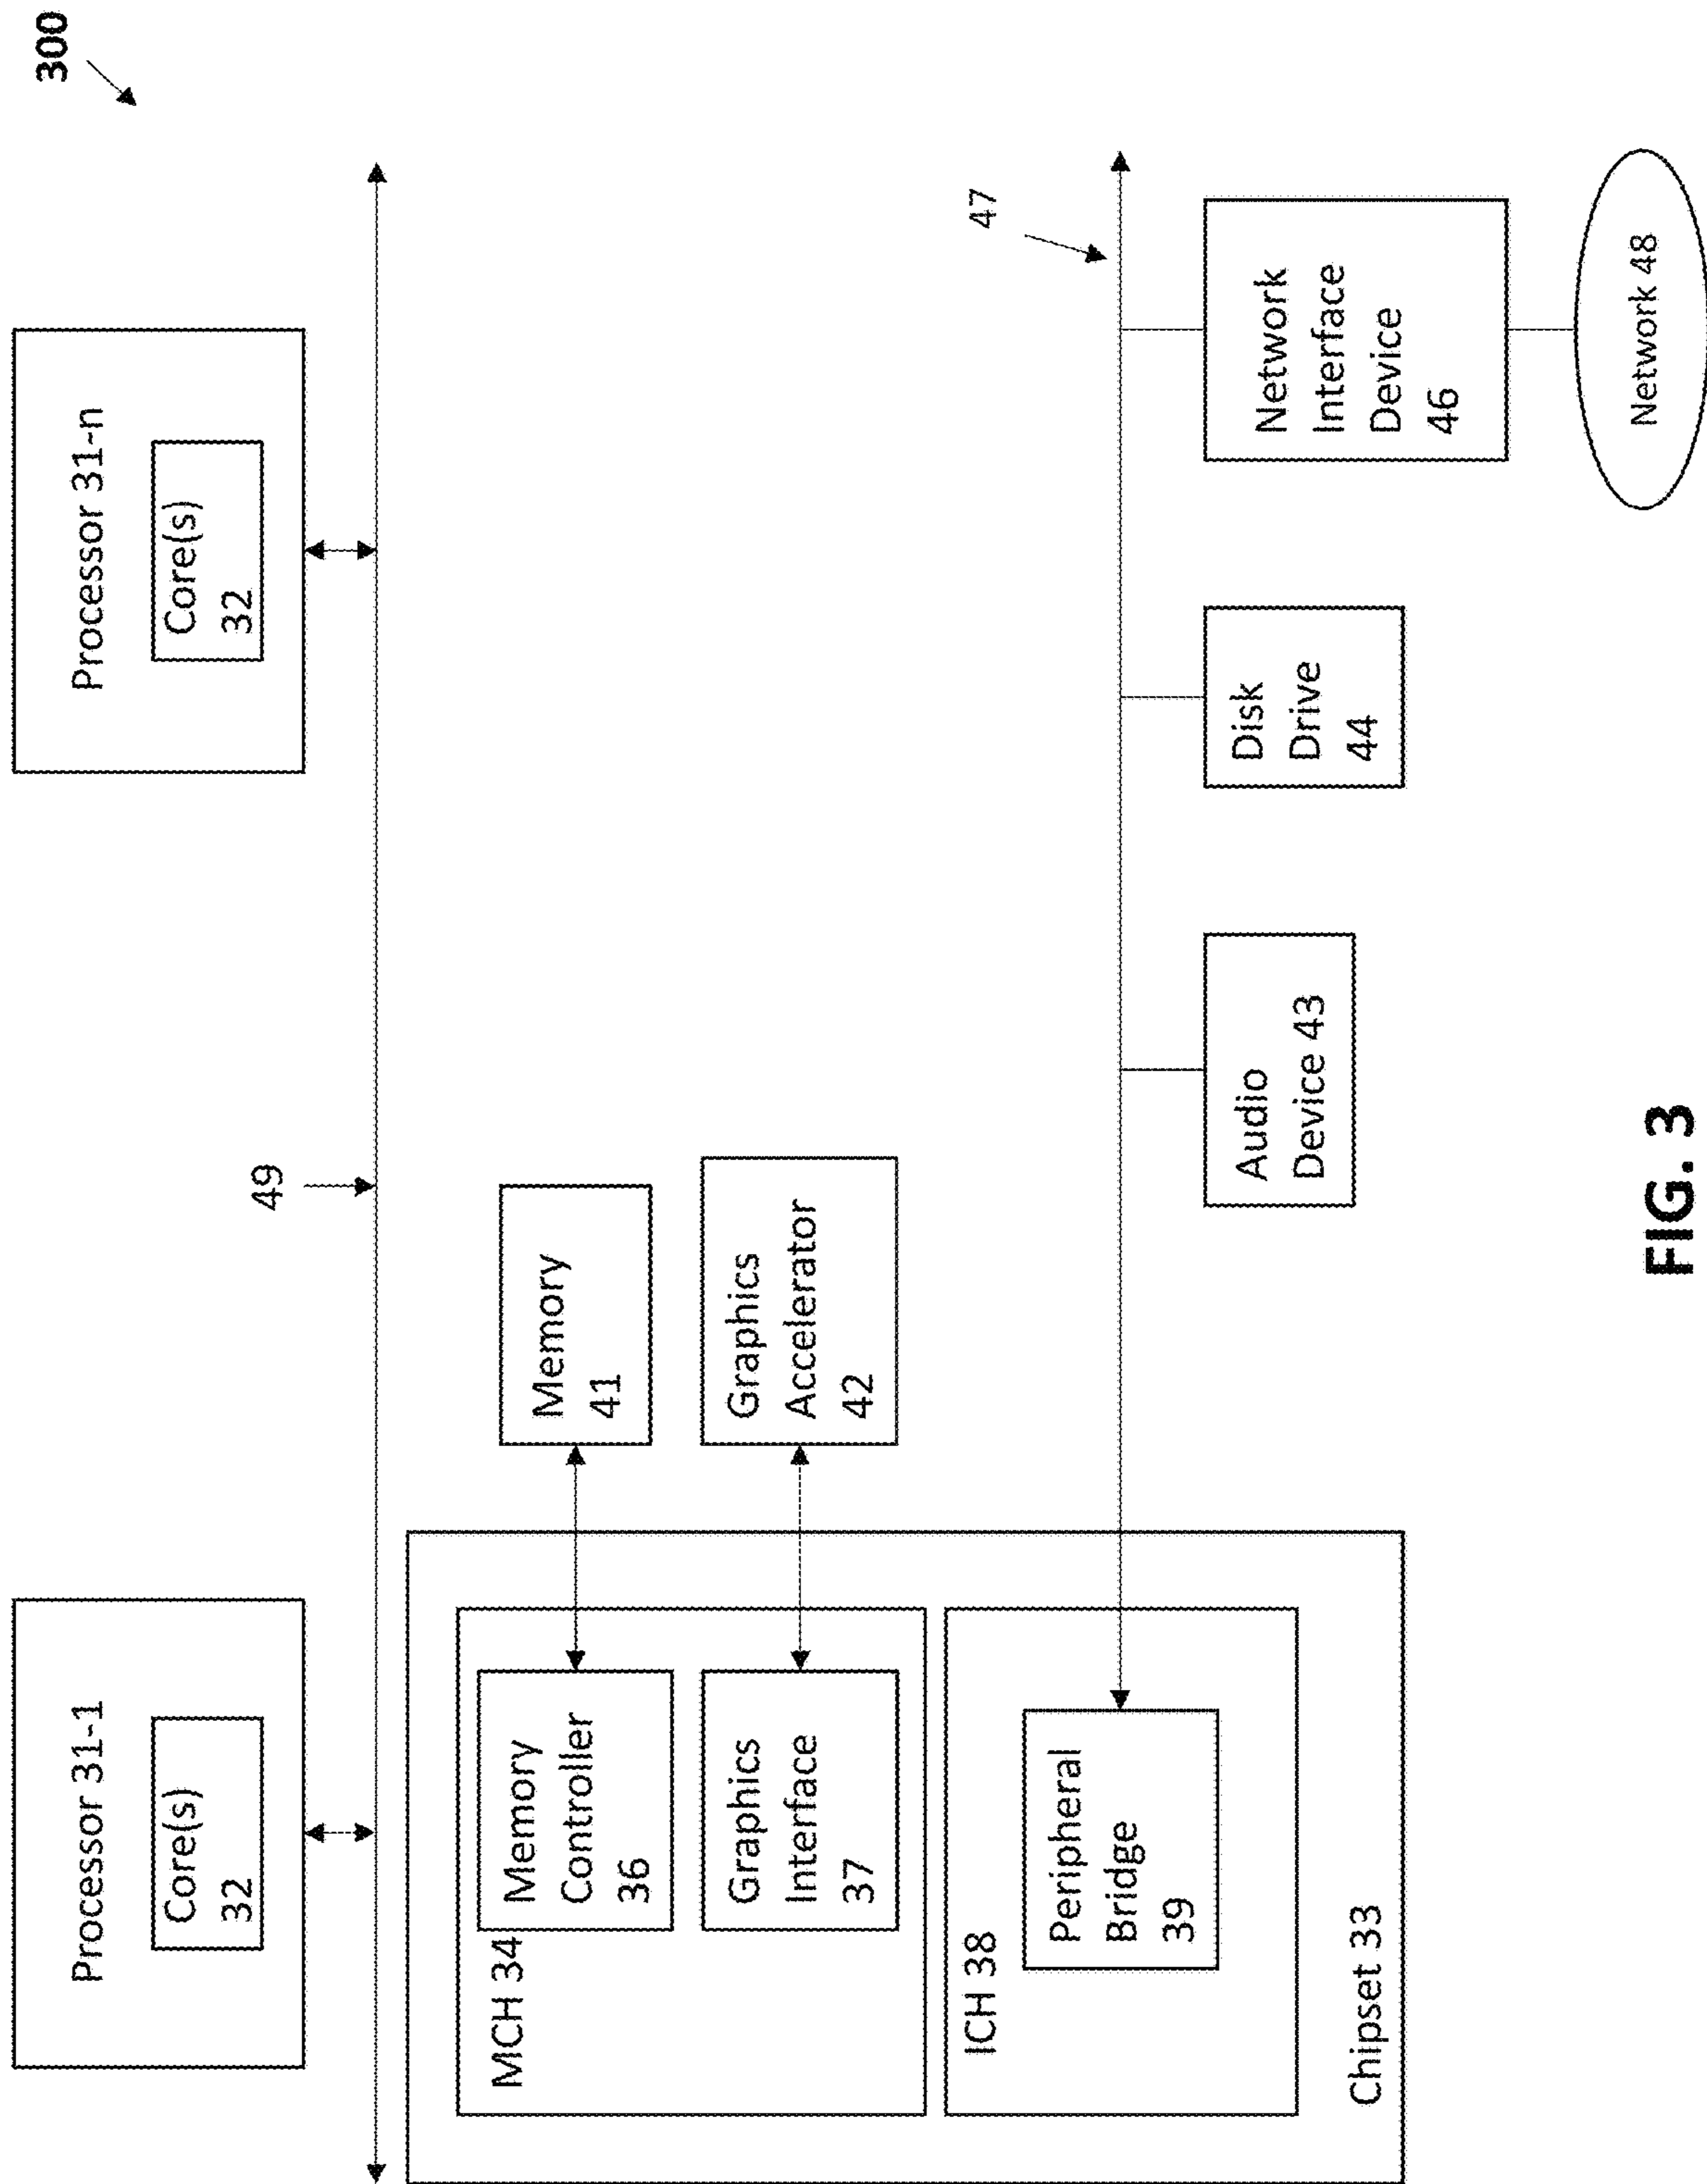 300
Processor 31-1
Core(s)
32
Processor 31-n
Core(s)
32
49
MCH 34
Memory
Controller
36
Memory
41
Graphics
Interface
37
Graphics
Accelerator
42
ICH 38
Peripheral
Bridge
39
Chipset 33
47
Audio
Device 43
Disk
Drive
44
Network
Interface
Device
46
Network 48
FIG. 3